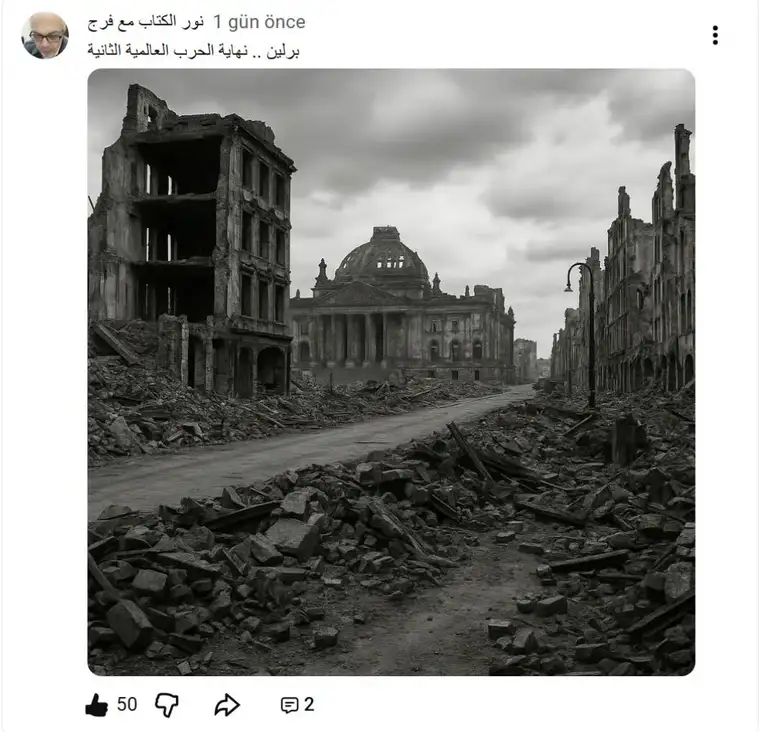 نور الكتاب مع فرج 1 gün önce
برلين .. نهاية الحرب العالمية الثانية
50
2